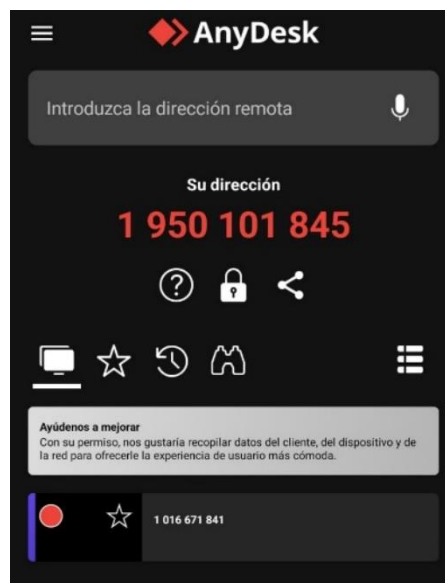 AnyDesk
Introduzca la dirección remota
Su dirección
1 950 101 845
?
Ayúdenos a mejorar
Con su permiso, nos gustaría recopilar datos del cliente, del dispositivo y de
la red para ofrecerle la experiencia de usuario más cómoda.
1 016 671 841